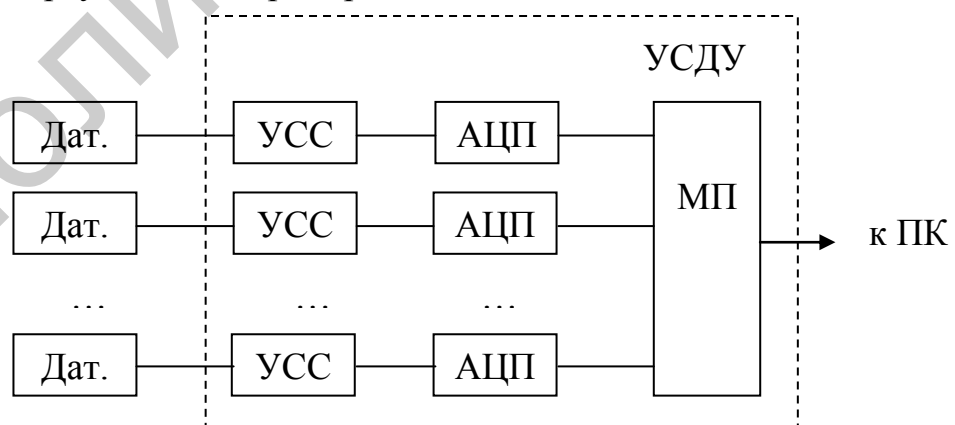 УСДУ
Дат. УСС АЦП
МП
Дат. УСС АЦП
к ПК
... ... ...
Дат. УСС АЦП